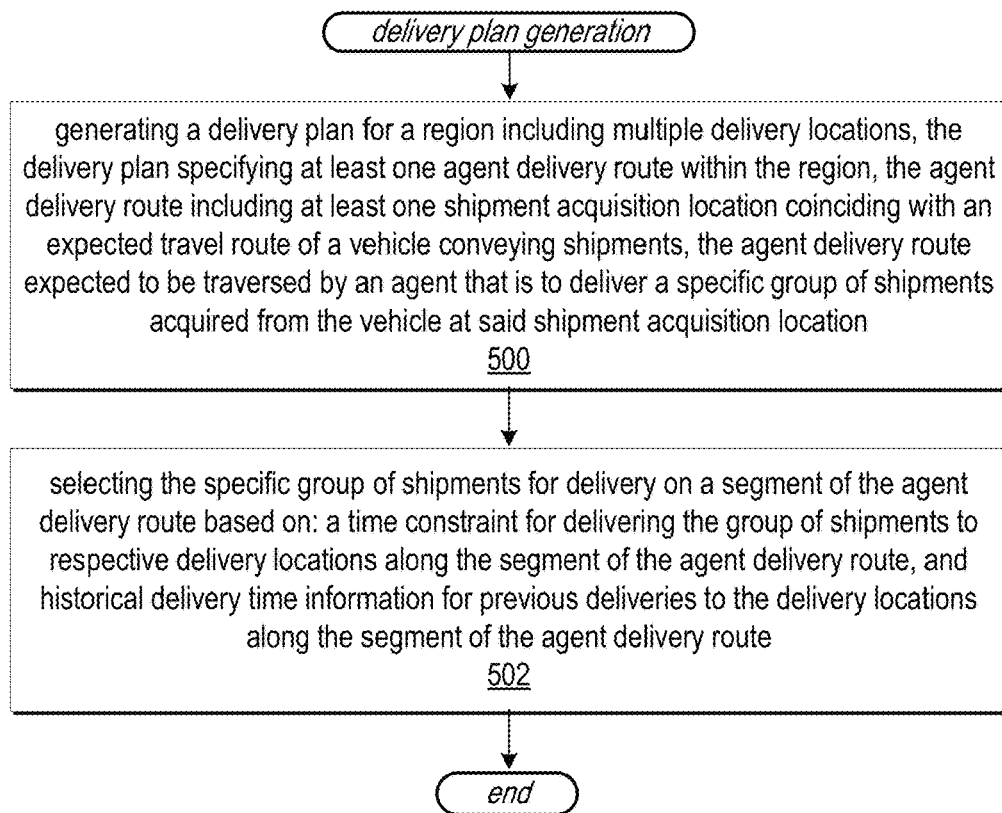 delivery plan generation
generating a delivery plan for a region including multiple delivery locations, the
delivery plan specifying at least one agent delivery route within the region, the agent
delivery route including at least one shipment acquisition location coinciding with an
expected travel route of a vehicle conveying shipments, the agent delivery route
expected to be traversed by an agent that is to deliver a specific group of shipments
acquired from the vehicle at said shipment acquisition location
500
selecting the specific group of shipments for delivery on a segment of the agent
delivery route based on: a time constraint for delivering the group of shipments to
respective delivery locations along the segment of the agent delivery route, and
historical delivery time information for previous deliveries to the delivery locations
along the segment of the agent delivery route
502
end